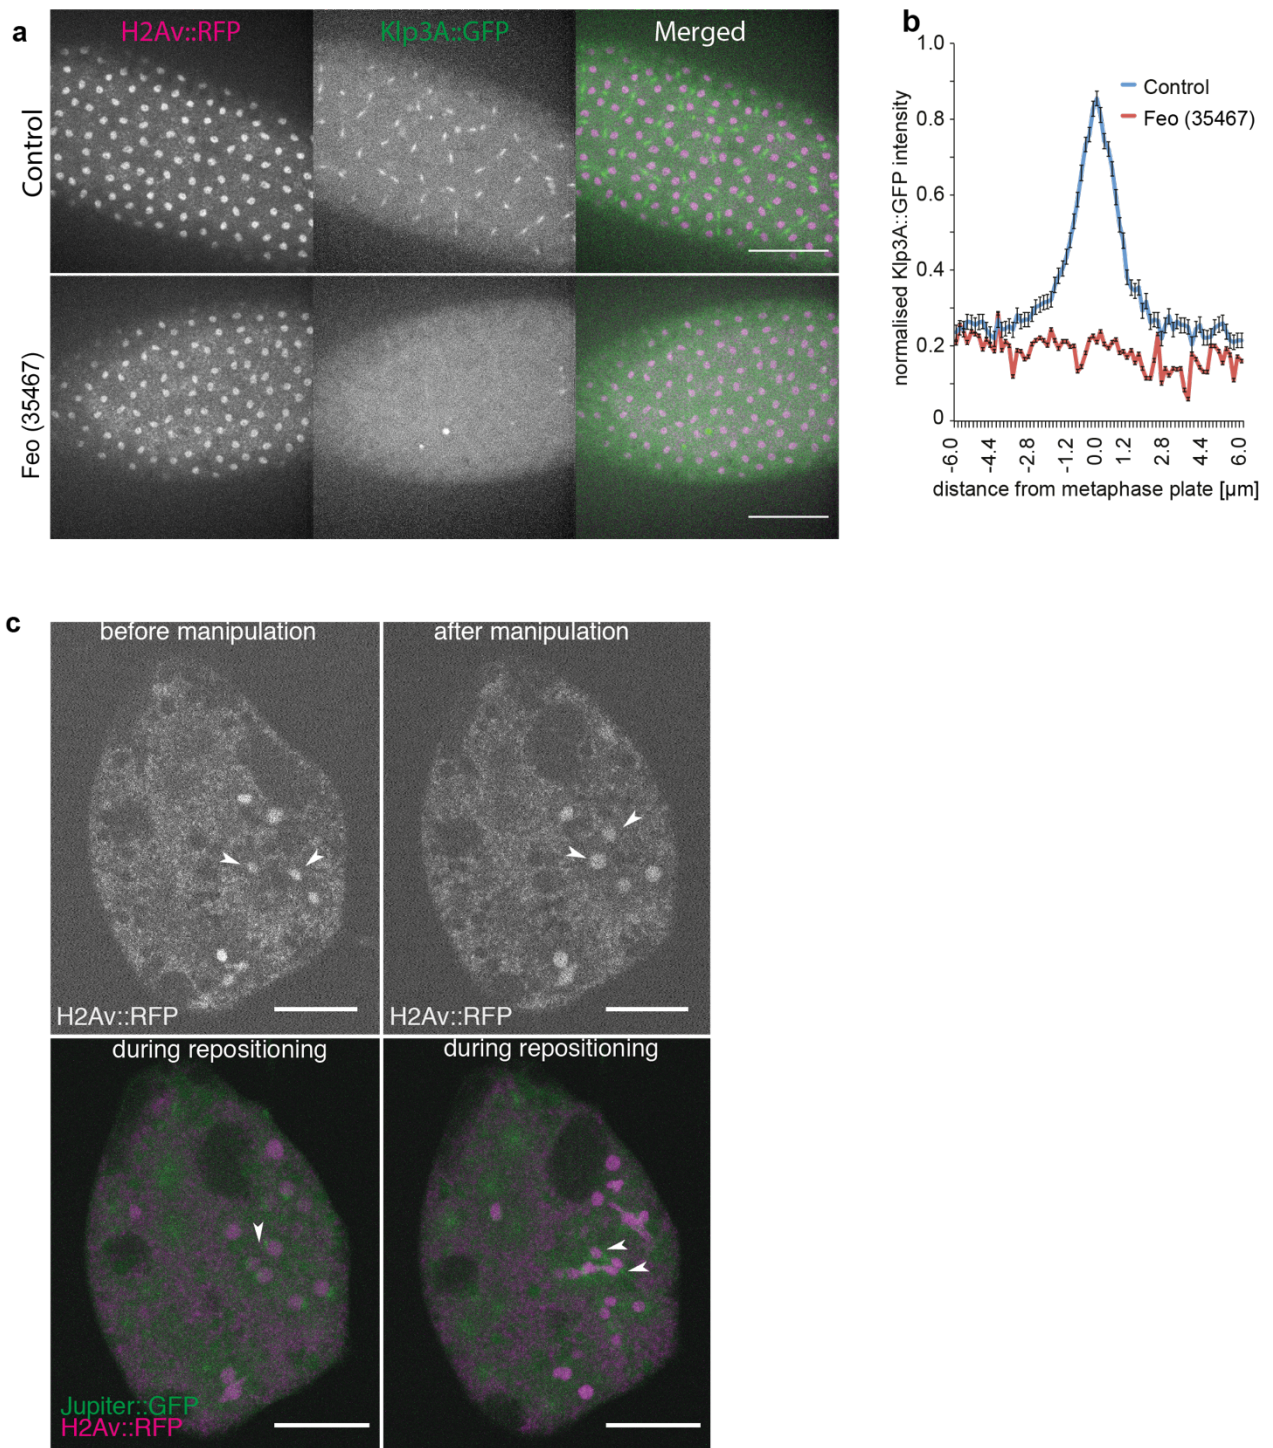 a
H2Av::RFP
Klp3A::GFP
Merged
Control
Feo (35467)
b
normalised Klp3A::GFP intensity
1.0
0.8
0.6
0.4
0.2
0
Control
Feo (35467)
-6.0 -4.4 -2.8 -1.2 0.0 1.2 2.8 4.4 6.0
distance from metaphase plate [µm]
c
before manipulation
after manipulation
H2Av::RFP
H2Av::RFP
during repositioning
during repositioning
Jupiter::GFP
H2Av::RFP